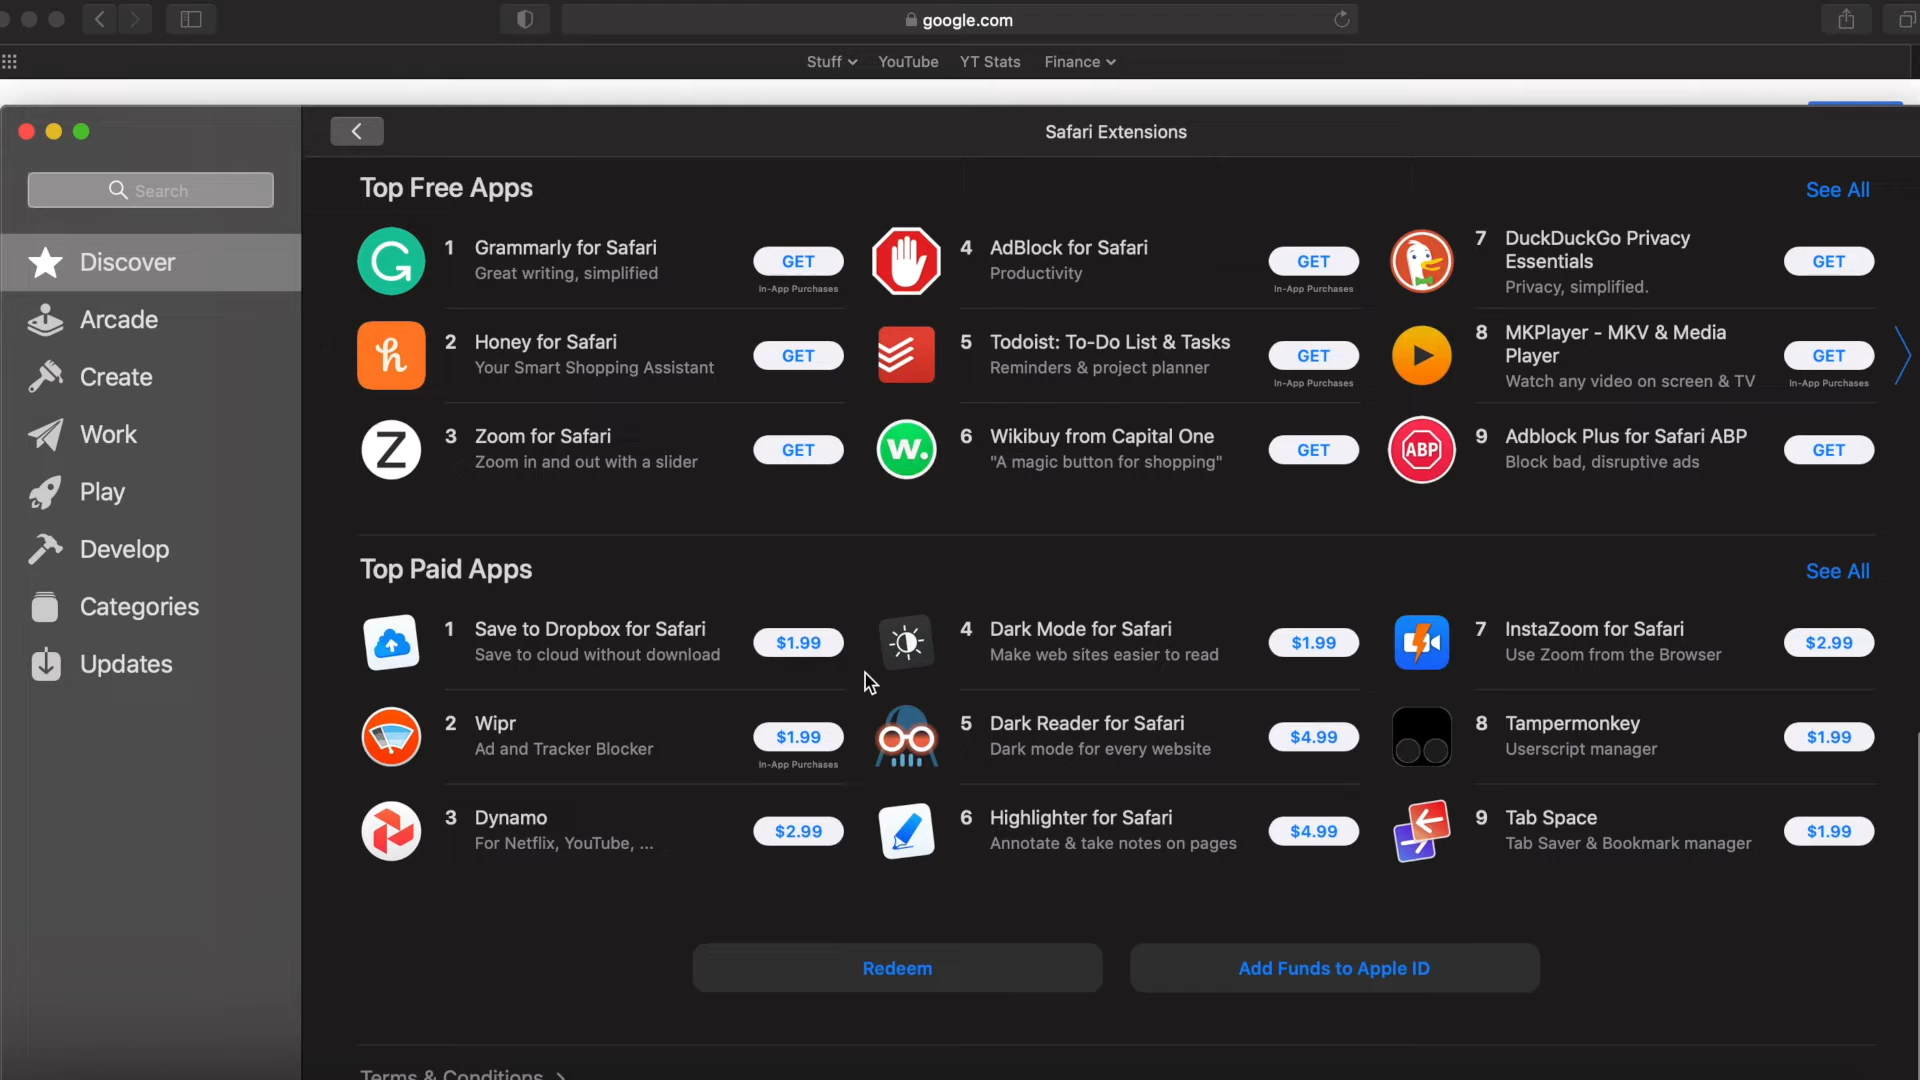 google.com
Stuff
YouTube
YT Stats
Finance
Safari Extensions
Search
Discover
Arcade
Create
Work
Play
Develop
Categories
Updates
Top Free Apps
See All
1 Grammarly for Safari
Great writing, simplified
GET
In-App Purchases
2 Honey for Safari
Your Smart Shopping Assistant
GET
3 Zoom for Safari
Zoom in and out with a slider
GET
4 AdBlock for Safari
Productivity
GET
In-App Purchases
5 Todoist: To-Do List & Tasks
Reminders & project planner
GET
In-App Purchases
6 Wikibuy from Capital One
"A magic button for shopping"
GET
7 DuckDuckGo Privacy
Essentials
Privacy, simplified.
GET
8 MKPlayer - MKV & Media
Player
Watch any video on screen & TV
GET
In-App Purchases
ABP
9 Adblock Plus for Safari ABP
Block bad, disruptive ads
GET
Top Paid Apps
See All
1 Save to Dropbox for Safari
Save to cloud without download
$1.99
2 Wipr
Ad and Tracker Blocker
$1.99
In-App Purchases
3 Dynamo
For Netflix, YouTube, ...
$2.99
4 Dark Mode for Safari
Make web sites easier to read
$1.99
5 Dark Reader for Safari
Dark mode for every website
$4.99
6 Highlighter for Safari
Annotate & take notes on pages
$4.99
7 InstaZoom for Safari
Use Zoom from the Browser
$2.99
8 Tampermonkey
Userscript manager
$1.99
9 Tab Space
Tab Saver & Bookmark manager
$1.99
Redeem
Add Funds to Apple ID
Terms & Conditions